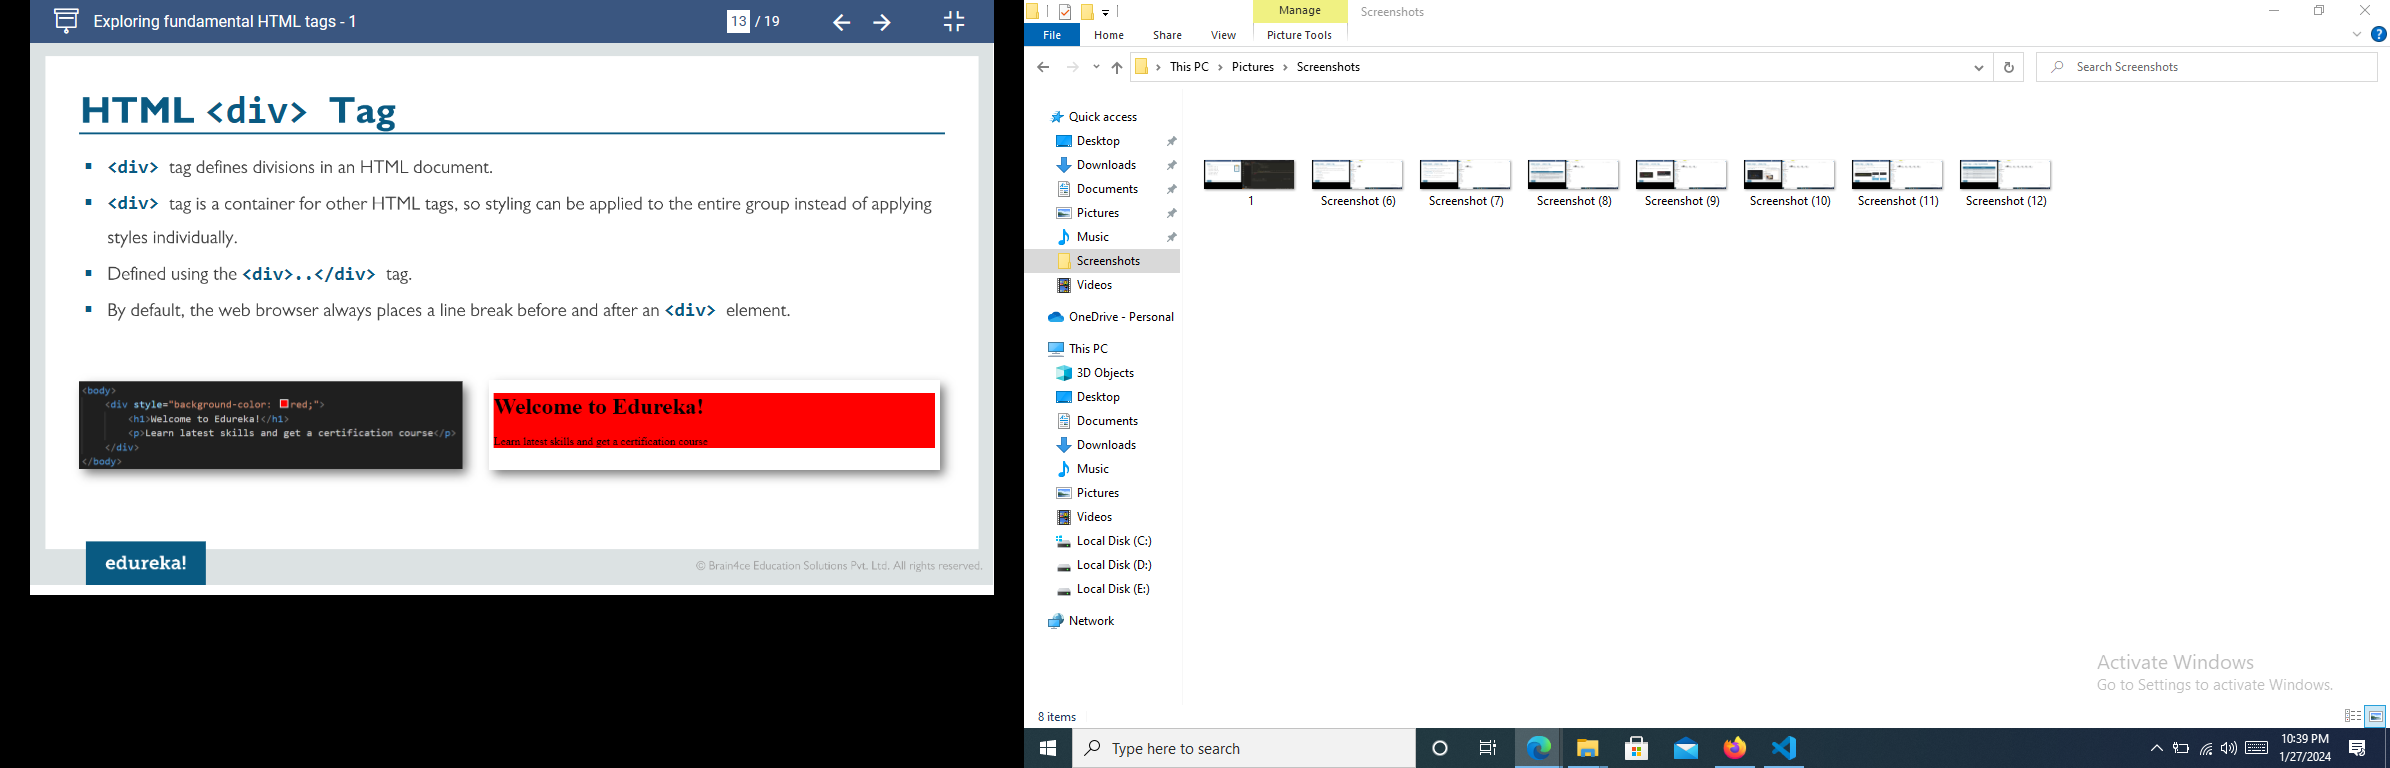 Exploring fundamental HTML tags - 1
13 / 19
HTML <div> Tag
<div> tag defines divisions in an HTML document.
<div> tag is a container for other HTML tags, so styling can be applied to the entire group instead of applying
styles individually.
Defined using the <div>..</div> tag.
By default, the web browser always places a line break before and after an <div> element.
<body>
<div style="background-color: red;">
<h1>Welcome to Edureka!</h1>
<p>Learn latest skills and get a certification course</p>
</div>
</body>
Welcome to Edureka!
Learn latest skills and get a certification course
edureka!
© Brain4ce Education Solutions Pvt. Ltd. All rights reserved.
Manage
Screenshots
File
Home
Share
View
Picture Tools
This PC
Pictures
Screenshots
Search Screenshots
Quick access
Desktop
Downloads
Documents
Pictures
Music
Screenshots
Videos
OneDrive - Personal
This PC
3D Objects
Desktop
Documents
Downloads
Music
Pictures
Videos
Local Disk (C:)
Local Disk (D:)
Local Disk (E:)
Network
1
Screenshot (6)
Screenshot (7)
Screenshot (8)
Screenshot (9)
Screenshot (10)
Screenshot (11)
Screenshot (12)
Activate Windows
Go to Settings to activate Windows.
8 items
Type here to search
10:39 PM
1/27/2024